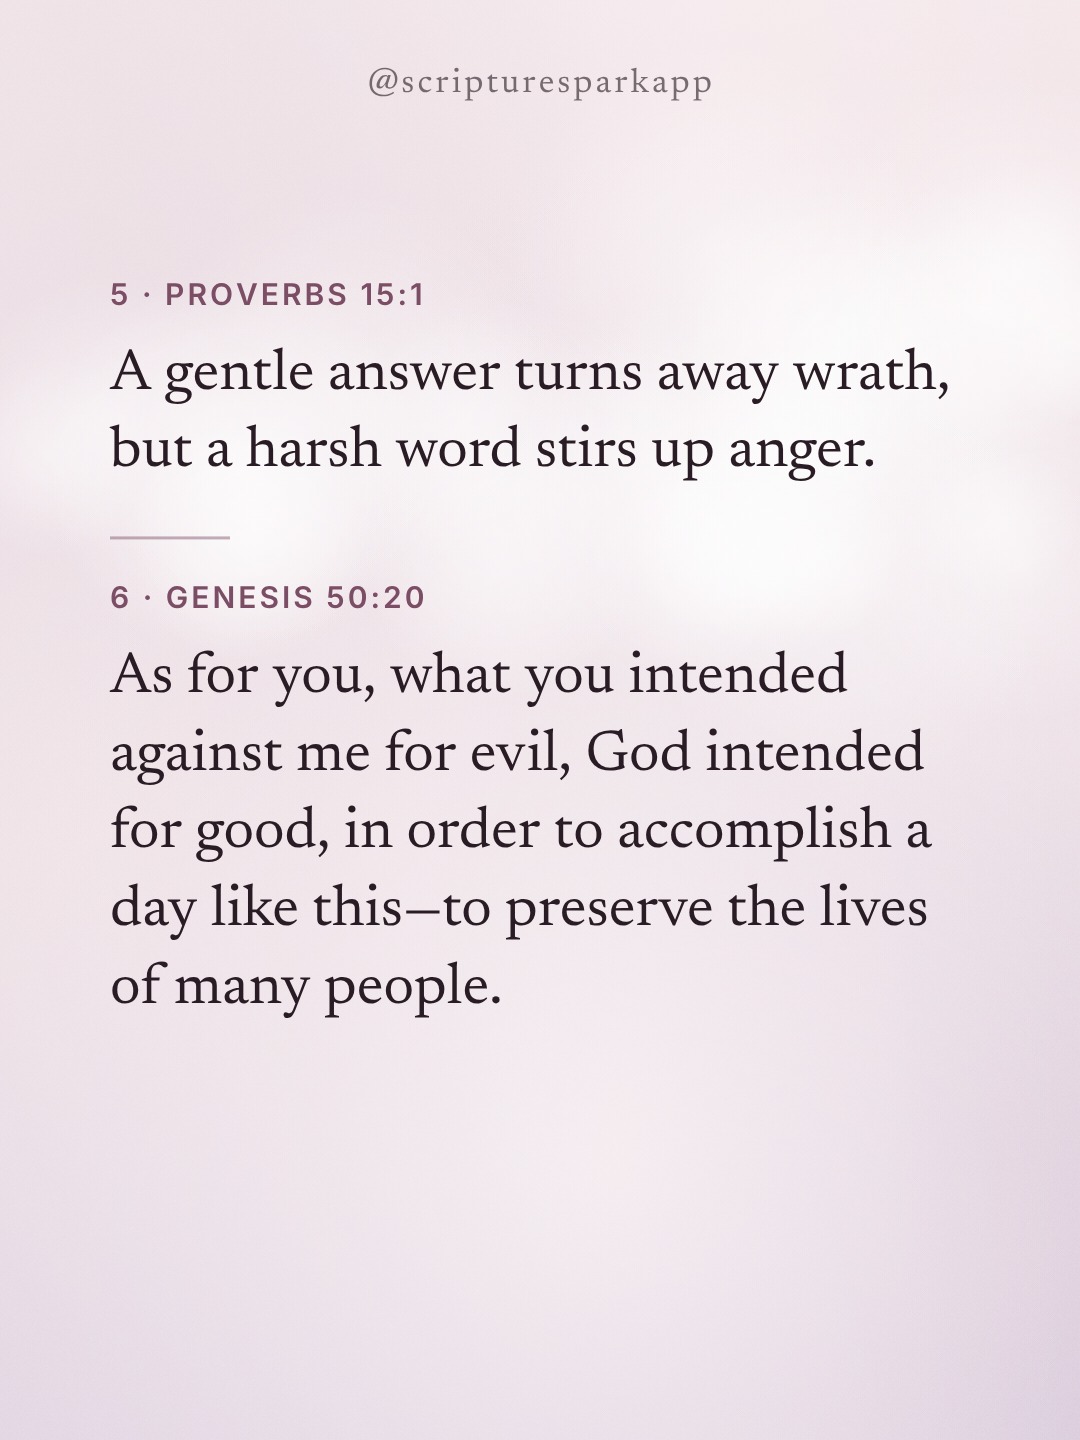 @scripturesparkapp
5 · PROVERBS 15:1
A gentle answer turns away wrath,
but a harsh word stirs up anger.
6 · GENESIS 50:20
As for you, what you intended
against me for evil, God intended
for good, in order to accomplish a
day like this—to preserve the lives
of many people.